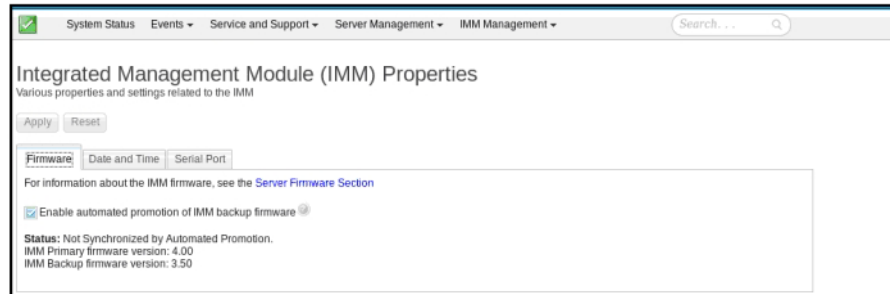 System Status Events Service and Support Server Management IMM Management Search...
Integrated Management Module (IMM) Properties
Various properties and settings related to the IMM
Apply Reset
Firmware Date and Time Serial Port
For information about the IMM firmware, see the Server Firmware Section
Enable automated promotion of IMM backup firmware
Status: Not Synchronized by Automated Promotion.
IMM Primary firmware version: 4.00
IMM Backup firmware version: 3.50